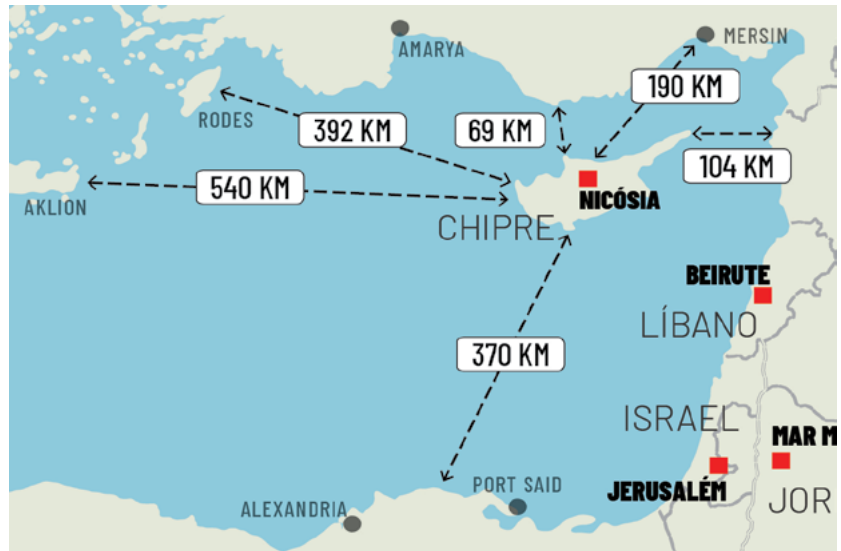 AMARYA
MERSIN
190 KM
RODES
392 KM
69 KM
104 KM
540 KM
AKLION
NICÓSIA
CHIPRE
BEIRUTE
LÍBANO
370 KM
ISRAEL
MAR M
JERUSALÉM
PORT SAID
JOR
ALEXANDRIA